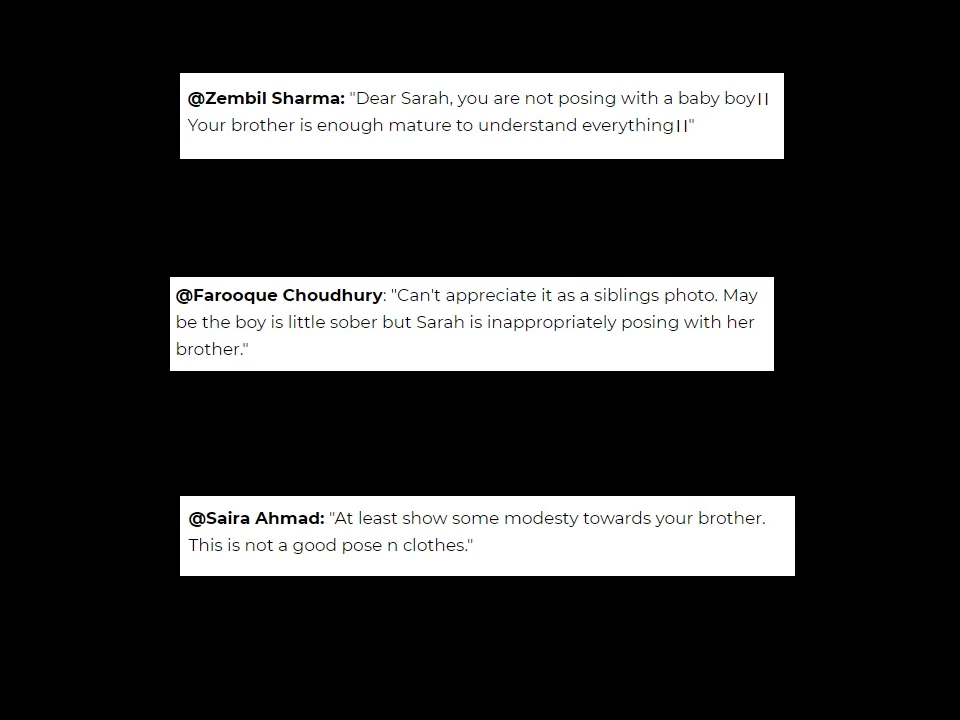 @Zembil Sharma: "Dear Sarah, you are not posing with a baby boy||
Your brother is enough mature to understand everything||"
@Farooque Choudhury: "Can't appreciate it as a siblings photo. May
be the boy is little sober but Sarah is inappropriately posing with her
brother."
@Saira Ahmad: "At least show some modesty towards your brother.
This is not a good pose n clothes."